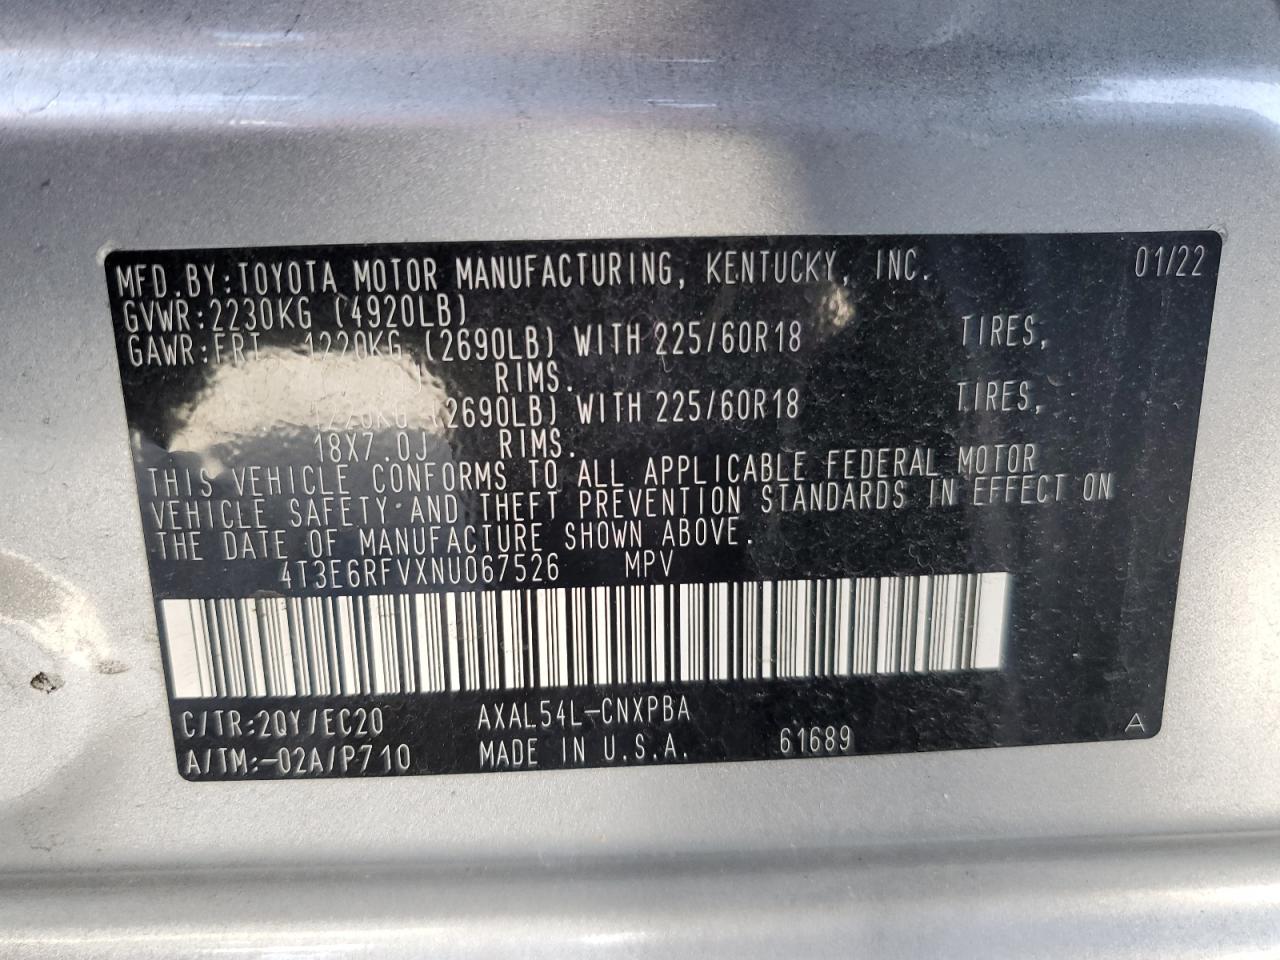 MFD.BY:TOYOTA MOTOR MANUFACTURING, KENTUCKY, INC. 01/22
GVWR:2230KG (4920LB)
GAWR:FRT 1220KG (2690LB) WITH 225/60R18 TIRES,
J RIMS.
1220KG (2690LB) WITH 225/60R18 TIRES,
18X7.0J RIMS.
THIS VEHICLE CONFORMS TO ALL APPLICABLE FEDERAL MOTOR
VEHICLE SAFETY AND THEFT PREVENTION STANDARDS IN EFFECT ON
THE DATE OF MANUFACTURE SHOWN ABOVE.
4T3E6RFVXNU067526 MPV
C/TR:2QY/EC20 AXAL54L-CNXPBA
A/TM:-02A/P710 MADE IN U.S.A. 61689 A